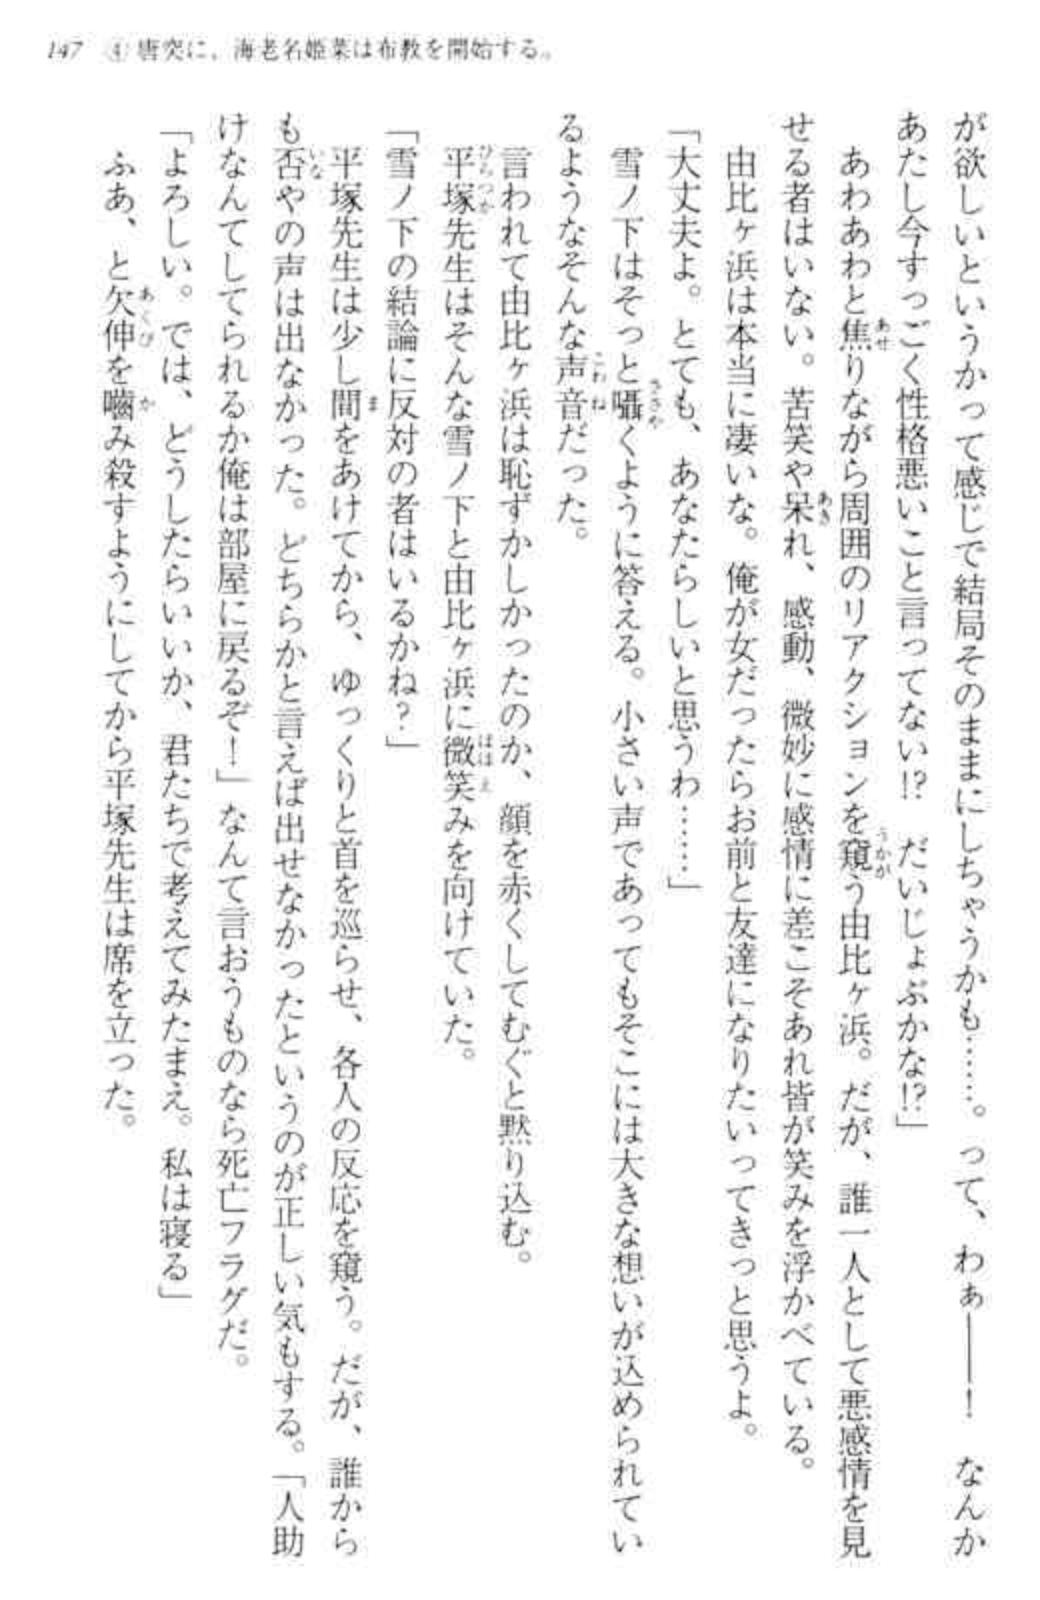 147　④ 唐突に、海老名姫菜は布教を開始する。
が欲しいというかって感じで結局そのままにしちゃうかも……。って、わぁ――！　なんか
あたし今すっごく性格悪いこと言ってない!?　だいじょぶかな!?」
　あわあわと焦りながら周囲のリアクションを窺う由比ヶ浜。だが、誰一人として悪感情を見
せる者はいない。苦笑や呆れ、感動、微妙に感情に差こそあれ皆が笑みを浮かべている。
　由比ヶ浜は本当に凄いな。俺が女だったらお前と友達になりたいってきっと思うよ。
「大丈夫よ。とても、あなたらしいと思うわ……」
　雪ノ下はそっと囁くように答える。小さい声であってもそこには大きな想いが込められてい
るようなそんな声音だった。
　言われて由比ヶ浜は恥ずかしかったのか、顔を赤くしてむぐと黙り込む。
　平塚先生はそんな雪ノ下と由比ヶ浜に微笑みを向けていた。
「雪ノ下の結論に反対の者はいるかね？」
　平塚先生は少し間をあけてから、ゆっくりと首を巡らせ、各人の反応を窺う。だが、誰から
も否やの声は出なかった。どちらかと言えば出せなかったというのが正しい気もする。「人助
けなんてしてられるか俺は部屋に戻るぞ！」なんて言おうものなら死亡フラグだ。
「よろしい。では、どうしたらいいか、君たちで考えてみたまえ。私は寝る」
　ふあ、と欠伸を嚙み殺すようにしてから平塚先生は席を立った。